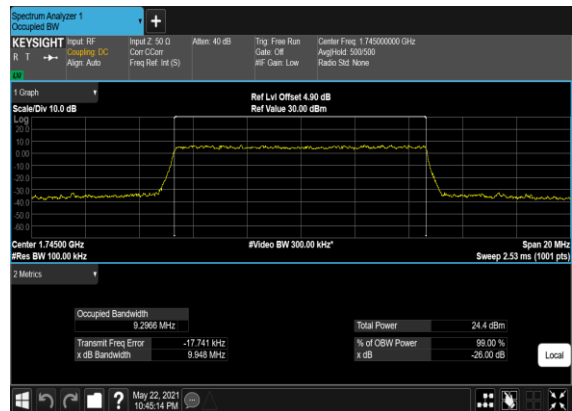 Spectrum Analyzer 1
Occupied BW
+
KEYSIGHT Input: RF Input Z: 50 Ω Atten: 40 dB Trig: Free Run Center Freq: 1.745000000 GHz
R T Coupling: DC Corr CCorr Gate: Off Avg|Hold: 500/500
Align: Auto Freq Ref: Int (S) #IF Gain: Low Radio Std: None
1 Graph
Ref Lvl Offset 4.90 dB
Scale/Div 10.0 dB Ref Value 30.00 dBm
Log
20.0
10.0
0.00
-10.0
-20.0
-30.0
-40.0
-50.0
-60.0
Center 1.74500 GHz #Video BW 300.00 kHz* Span 20 MHz
#Res BW 100.00 kHz Sweep 2.53 ms (1001 pts)
2 Metrics
Occupied Bandwidth
9.2966 MHz Total Power 24.4 dBm
Transmit Freq Error -17.741 kHz % of OBW Power 99.00 %
x dB Bandwidth 9.948 MHz x dB -26.00 dB
Local
? May 22, 2021
10:45:14 PM